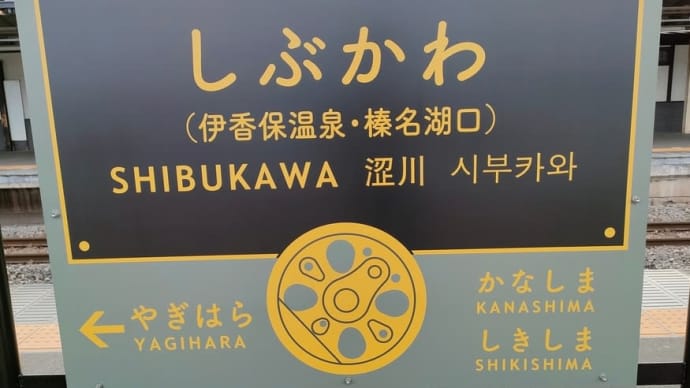 しぶかわ
(伊香保温泉・榛名湖口)
SHIBUKAWA 涩川 시부카와
← やぎはら
YAGIHARA
かなしま
KANASHIMA
しきしま
SHIKISHIMA